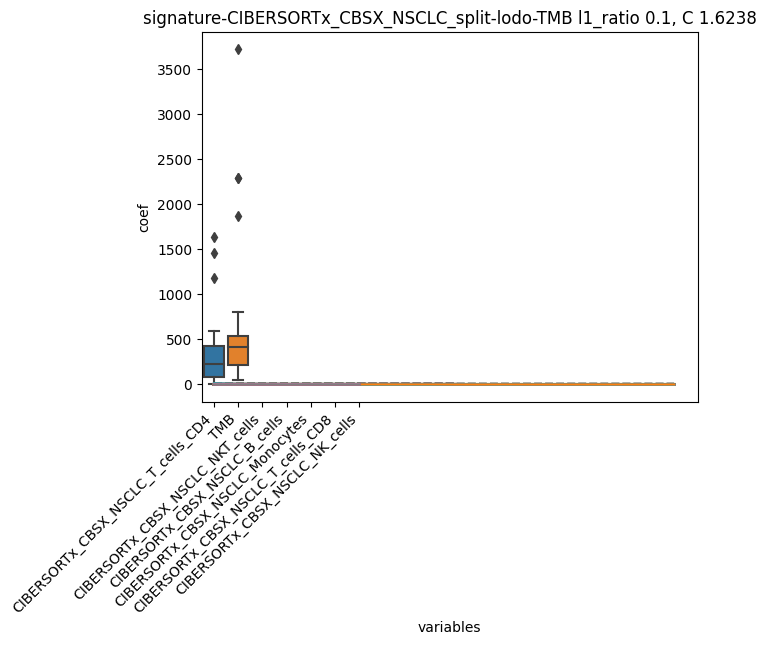 signature-CIBERSORTx_CBSX_NSCLC_split-lodo-TMB l1_ratio 0.1, C 1.6238
3500
3000
2500
2000
1500
1000
500
0
coef
CIBERSORTx_CBSX_NSCLC_T_cells_CD4
TMB
CIBERSORTx_CBSX_NSCLC_NKT_cells
CIBERSORTx_CBSX_NSCLC_B_cells
CIBERSORTx_CBSX_NSCLC_Monocytes
CIBERSORTx_CBSX_NSCLC_T_cells_CD8
CIBERSORTx_CBSX_NSCLC_NK_cells
variables